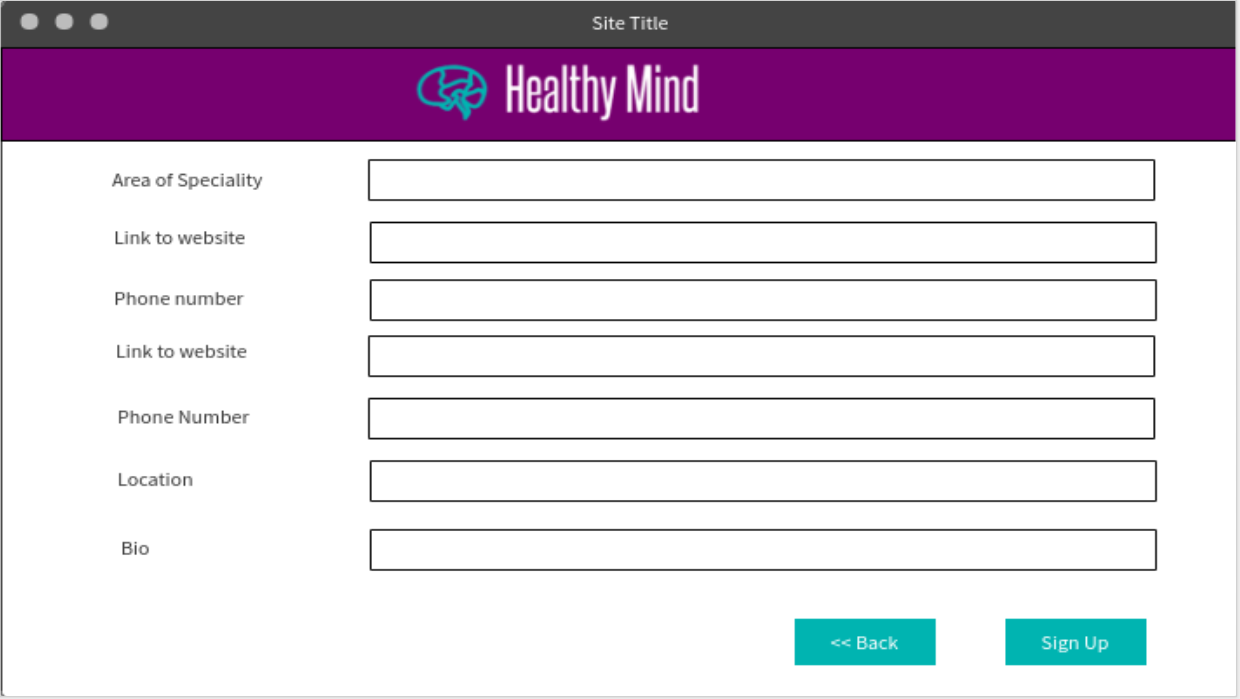 Site Title
Healthy Mind
Area of Speciality
Link to website
Phone number
Link to website
Phone Number
Location
Bio
<< Back
Sign Up